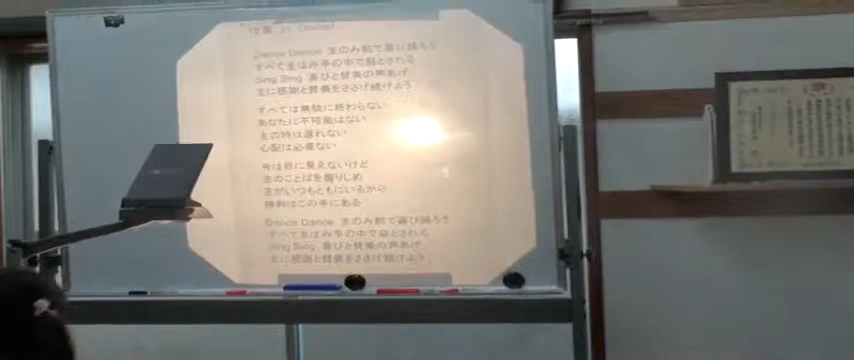 Dance Dance 主のみ前で喜び踊ろう
すべて主はみ手の中で益とされる
Sing Sing 喜びと賛美の声あげ
主に感謝と賛美をささげ続けよう
すべては無駄に終わらない
あなたに不可能はない
主の時は遅れない
心配は必要ない
今は目に見えないけど
主のことばを握りしめ
主がいつもともにいるから
勝利はこの手にある
Dance Dance 主のみ前で喜び踊ろう
すべて主はみ手の中で益とされる
Sing Sing 喜びと賛美の声あげ
主に感謝と賛美をささげ続けよう